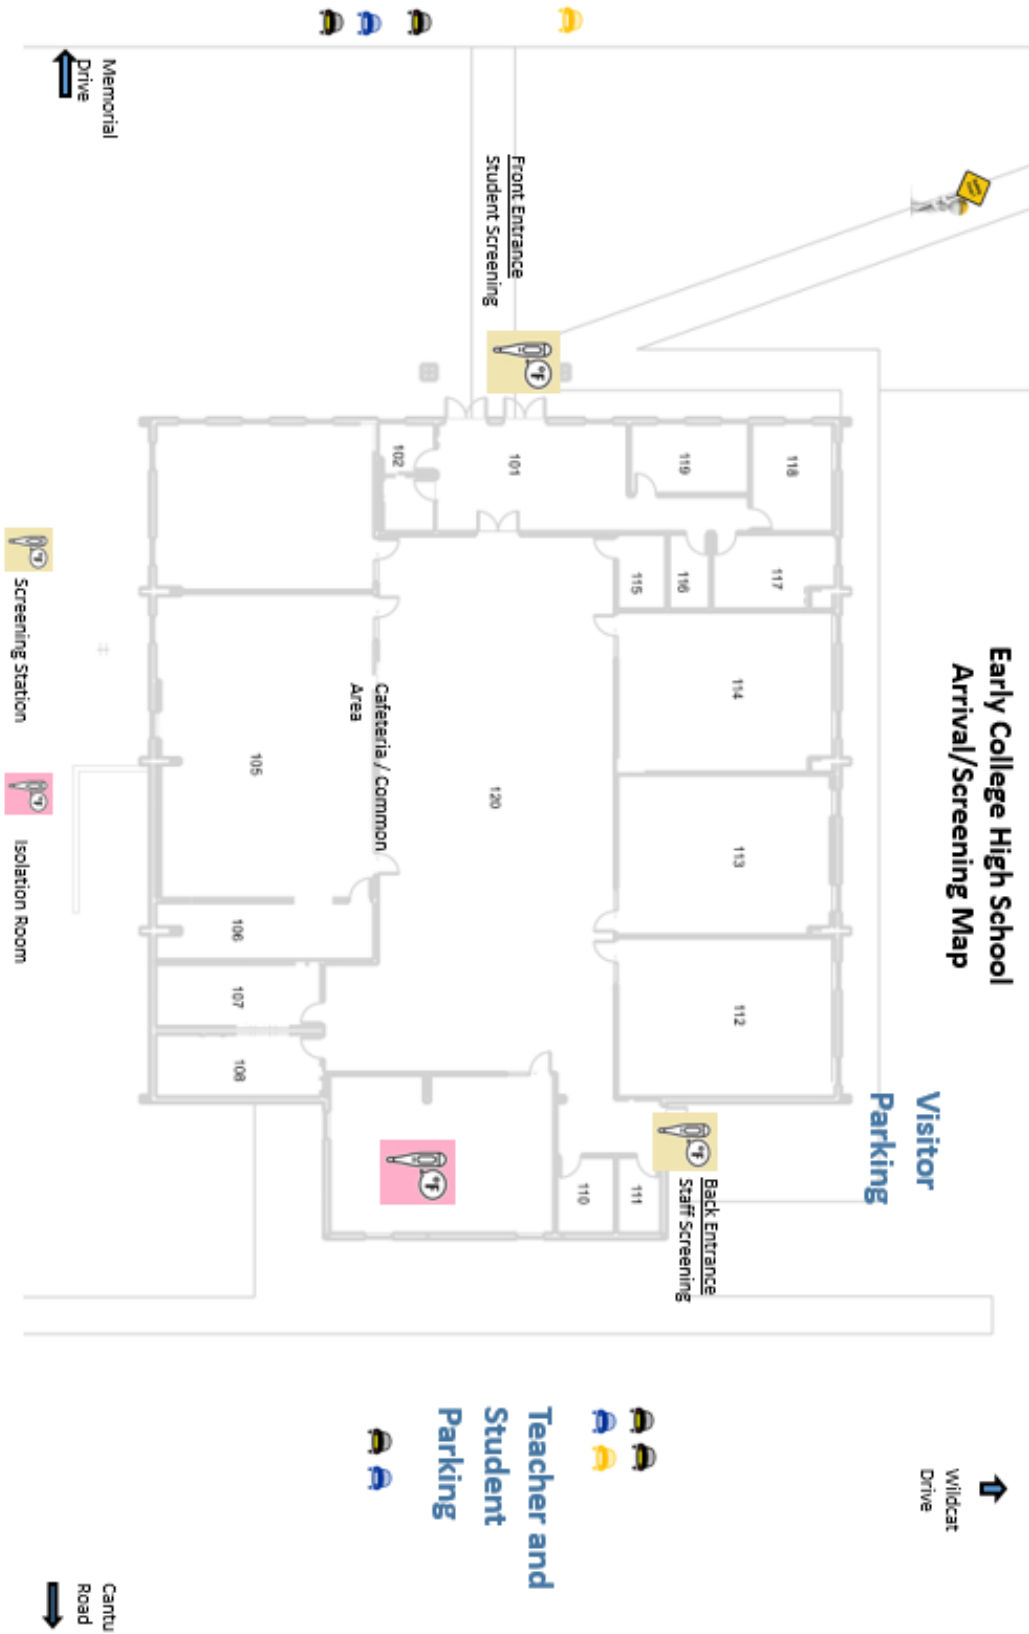 Early College High School
Arrival/Screening Map
Memorial
Drive
Front Entrance
Student Screening
Visitor
Parking
Back Entrance
Staff Screening
Wildcat
Drive
118
119
101
102
117
116
115
114
113
112
120
Cafeteria / Common
Area
105
106
107
108
111
110
Teacher and
Student
Parking
Cantu
Road
°F
Screening Station
°F
Isolation Room
°F
°F
°F